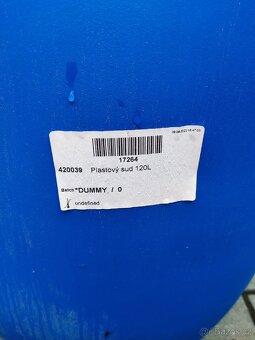 17264
420039 Plastový sud 120L
Batch *DUMMY / 0
undefined